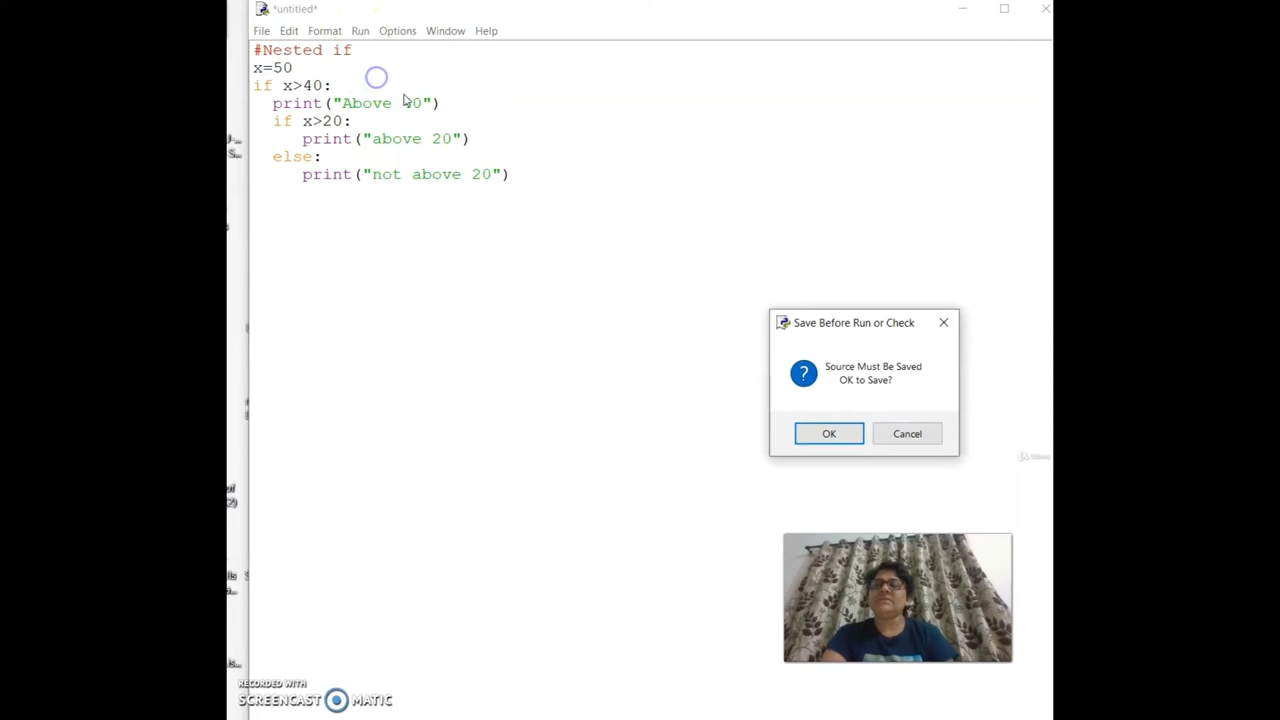 *untitled*
File Edit Format Run Options Window Help
#Nested if
x=50
if x>40:
print("Above 0")
if x>20:
print("above 20")
else:
print("not above 20")
Save Before Run or Check
Source Must Be Saved
OK to Save?
OK Cancel
of
RECORDED WITH
SCREENCAST MATIC